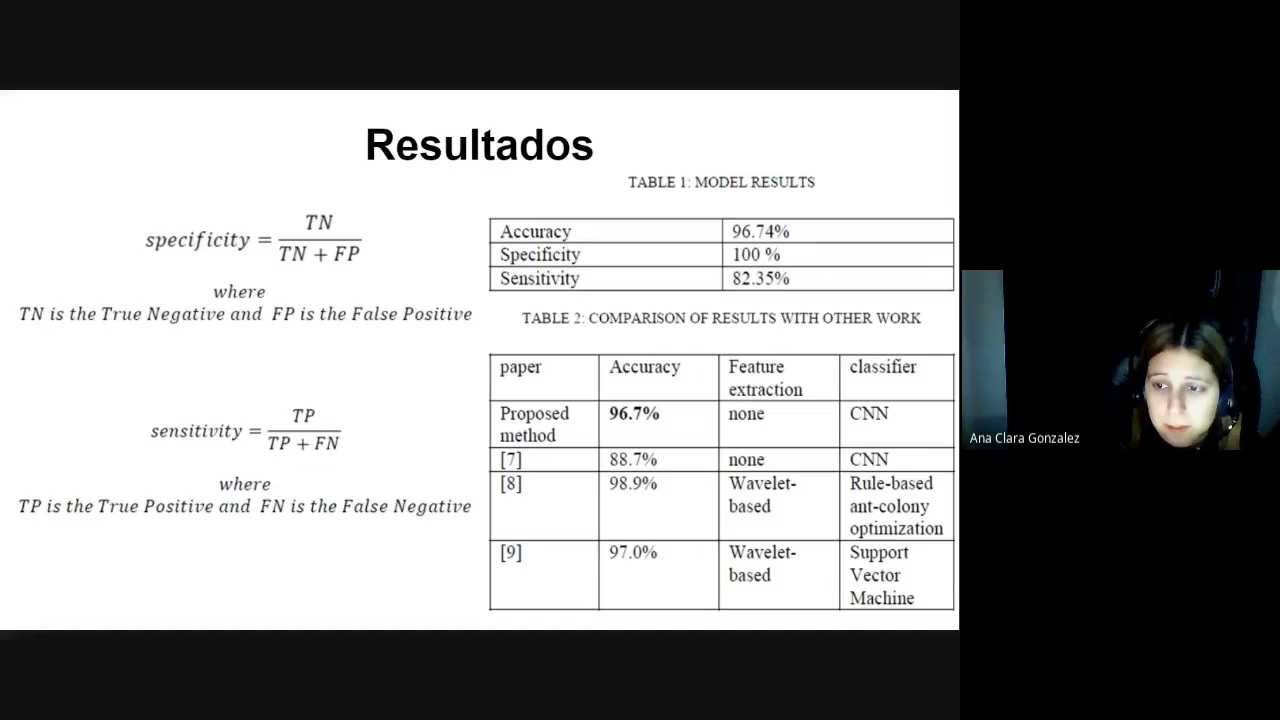 Resultados
specificity = TN / TN + FP
where
TN is the True Negative and FP is the False Positive
sensitivity = TP / TP + FN
where
TP is the True Positive and FN is the False Negative
TABLE 1: MODEL RESULTS
Accuracy 96.74%
Specificity 100 %
Sensitivity 82.35%
TABLE 2: COMPARISON OF RESULTS WITH OTHER WORK
paper Accuracy Feature extraction classifier
Proposed method 96.7% none CNN
[7] 88.7% none CNN
[8] 98.9% Wavelet-based Rule-based ant-colony optimization
[9] 97.0% Wavelet-based Support Vector Machine
Ana Clara Gonzalez